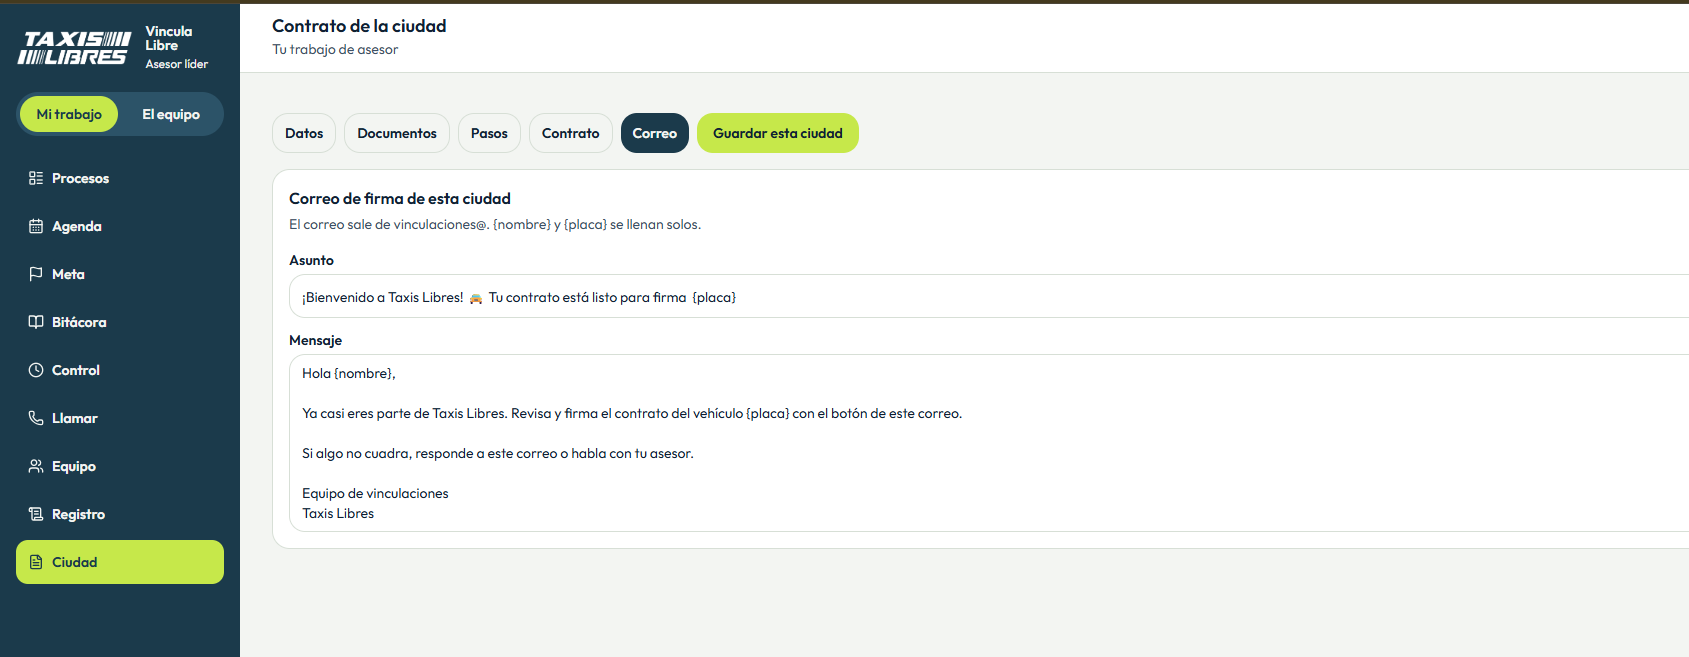 TAXIS
LIBRES
Vincula
Libre
Asesor líder
Mi trabajo
El equipo
Procesos
Agenda
Meta
Bitácora
Control
Llamar
Equipo
Registro
Ciudad
Contrato de la ciudad
Tu trabajo de asesor
Datos
Documentos
Pasos
Contrato
Correo
Guardar esta ciudad
Correo de firma de esta ciudad
El correo sale de vinculaciones@. {nombre} y {placa} se llenan solos.
Asunto
¡Bienvenido a Taxis Libres! 🚖 Tu contrato está listo para firma {placa}
Mensaje
Hola {nombre},
Ya casi eres parte de Taxis Libres. Revisa y firma el contrato del vehículo {placa} con el botón de este correo.
Si algo no cuadra, responde a este correo o habla con tu asesor.
Equipo de vinculaciones
Taxis Libres